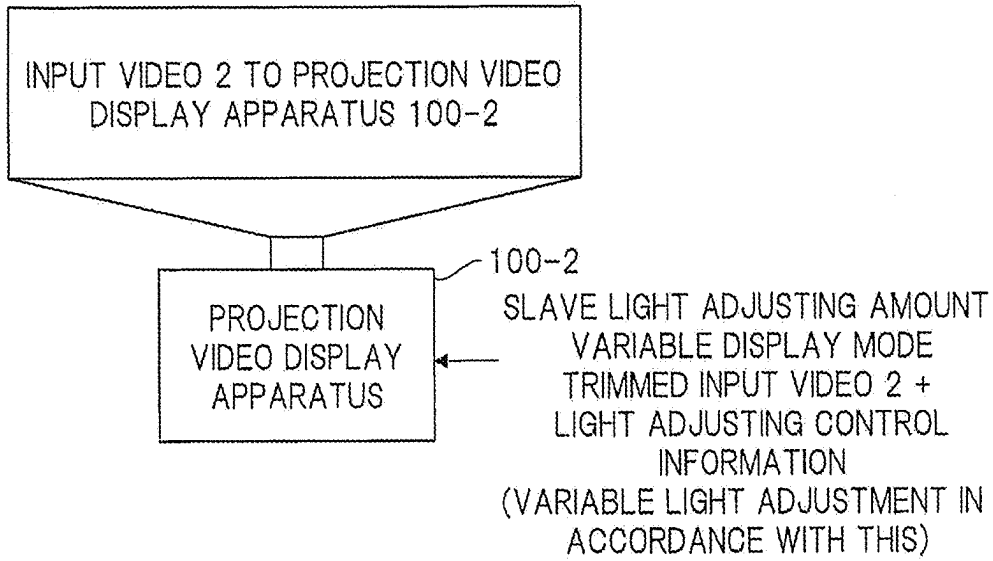 INPUT VIDEO 2 TO PROJECTION VIDEO
DISPLAY APPARATUS 100-2
100-2
PROJECTION
VIDEO DISPLAY
APPARATUS
SLAVE LIGHT ADJUSTING AMOUNT
VARIABLE DISPLAY MODE
TRIMMED INPUT VIDEO 2 +
LIGHT ADJUSTING CONTROL
INFORMATION
(VARIABLE LIGHT ADJUSTMENT IN
ACCORDANCE WITH THIS)